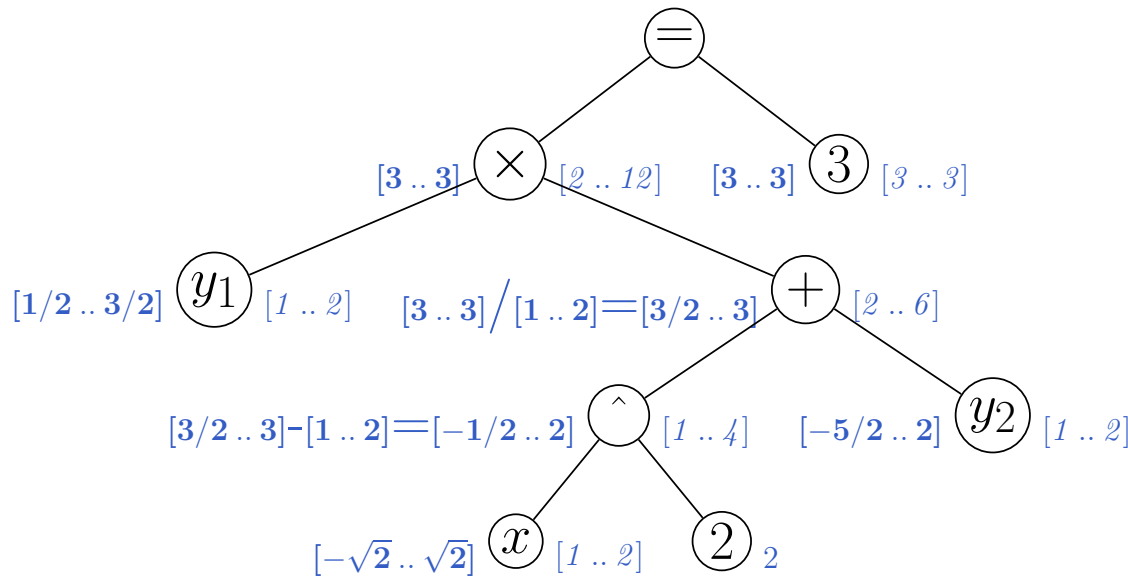 =
[3 .. 3] × [2 .. 12] [3 .. 3] 3 [3 .. 3]
[1/2 .. 3/2] y₁ [1 .. 2] [3 .. 3]/[1 .. 2]=[3/2 .. 3] + [2 .. 6]
[3/2 .. 3]-[1 .. 2]=[−1/2 .. 2] ^ [1 .. 4] [−5/2 .. 2] y₂ [1 .. 2]
[−√2 .. √2] x [1 .. 2] 2 2